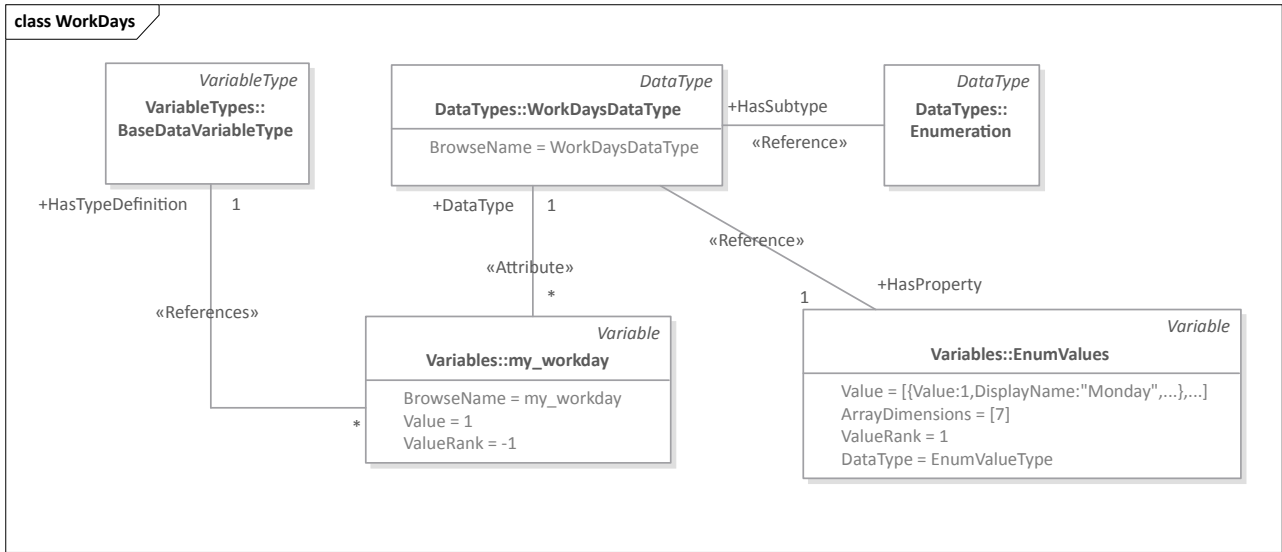 class WorkDays
VariableType
VariableTypes::
BaseDataVariableType
DataType
DataTypes::WorkDaysDataType
BrowseName = WorkDaysDataType
+HasSubtype
«Reference»
DataType
DataTypes::
Enumeration
+HasTypeDefinition
1
+DataType
1
«Reference»
«Attribute»
*
+HasProperty
1
«References»
*
Variable
Variables::my_workday
BrowseName = my_workday
Value = 1
ValueRank = -1
Variable
Variables::EnumValues
Value = [{Value:1,DisplayName:"Monday",...},...]
ArrayDimensions = [7]
ValueRank = 1
DataType = EnumValueType